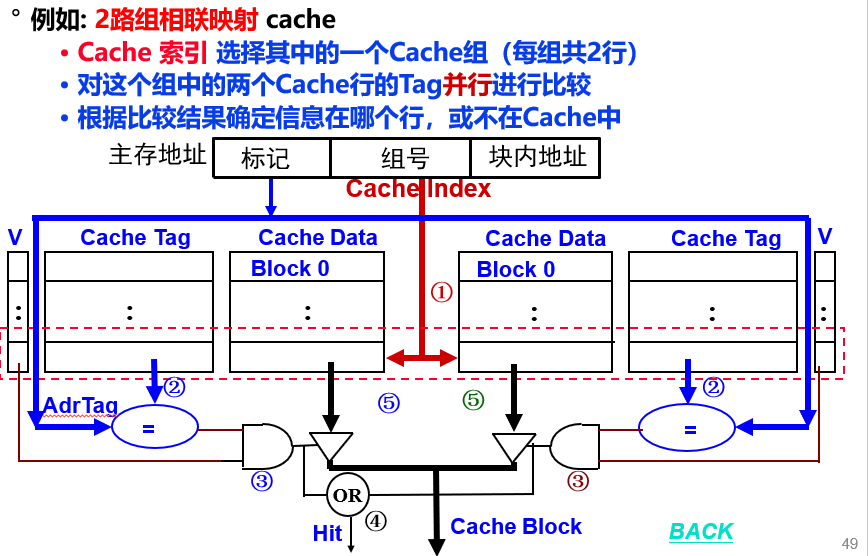 ° 例如: 2路组相联映射 cache
• Cache 索引 选择其中的一个Cache组（每组共2行）
• 对这个组中的两个Cache行的Tag并行进行比较
• 根据比较结果确定信息在哪个行，或不在Cache中
主存地址 标记 组号 块内地址
Cache Index
V Cache Tag Cache Data Cache Data Cache Tag V
Block 0 Block 0
: : : : : :
①
② ②
AdrTag ⑤ ⑤
= =
③ ③
OR ④
Hit Cache Block BACK
49